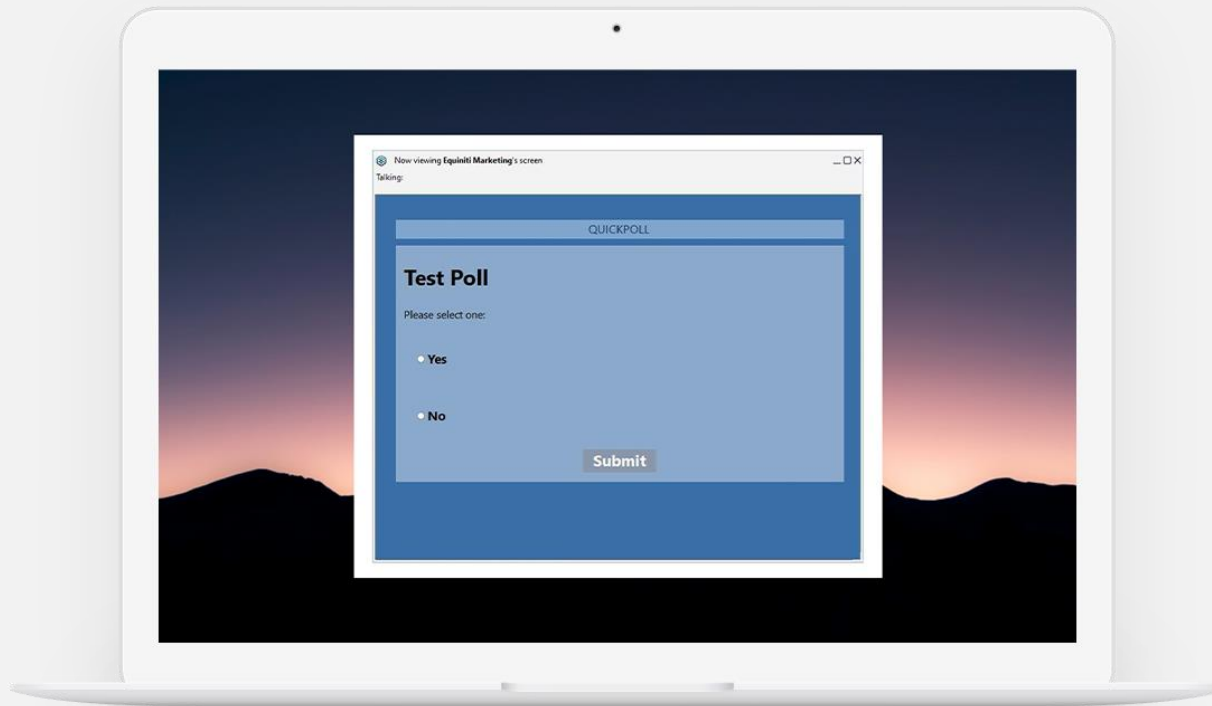 Now viewing Equiniti Marketing's screen
Talking:
QUICKPOLL
Test Poll
Please select one:
Yes
No
Submit